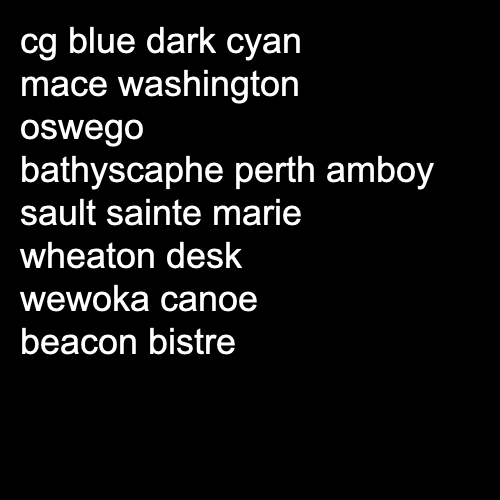 cg blue dark cyan
mace washington
oswego
bathyscaphe perth amboy
sault sainte marie
wheaton desk
wewoka canoe
beacon bistre